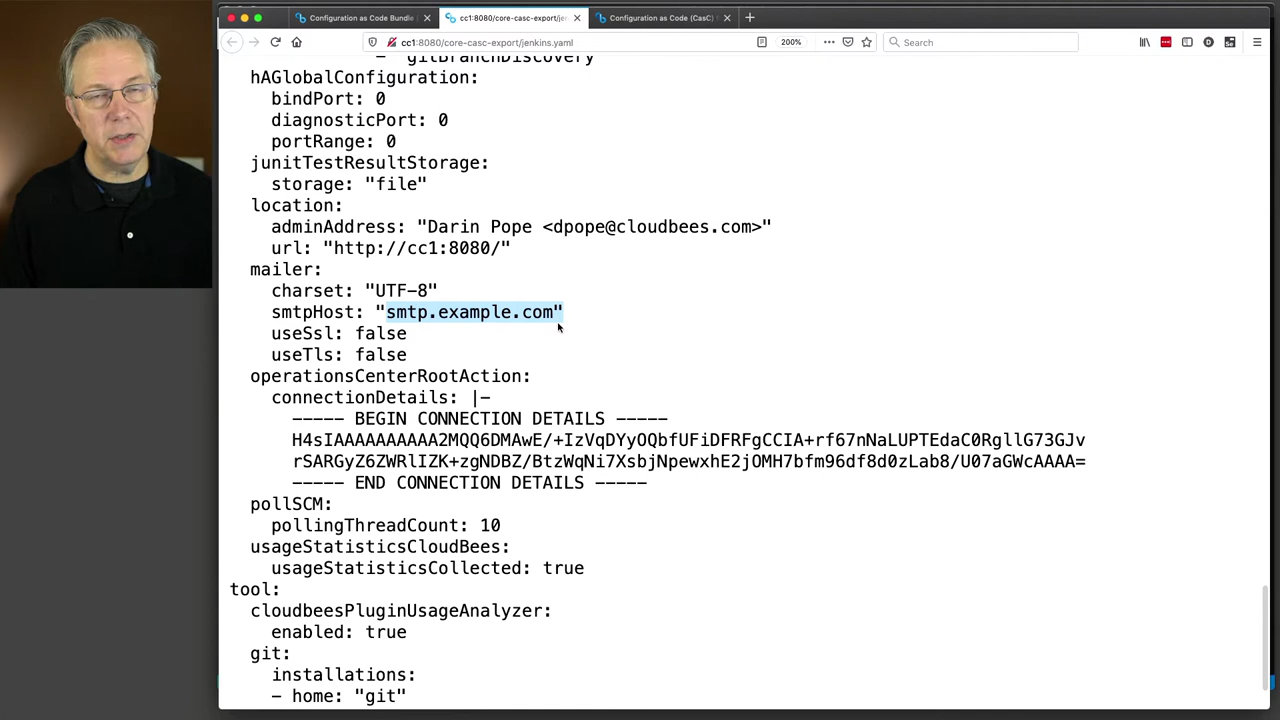 Configuration as Code Bundle
cc1:8080/core-casc-export/jen
Configuration as Code (CasC)
cc1:8080/core-casc-export/jenkins.yaml
200%
Search
- gitBranchDiscovery
hAGlobalConfiguration:
bindPort: 0
diagnosticPort: 0
portRange: 0
junitTestResultStorage:
storage: "file"
location:
adminAddress: "Darin Pope <dpope@cloudbees.com>"
url: "http://cc1:8080/"
mailer:
charset: "UTF-8"
smtpHost: "smtp.example.com"
useSsl: false
useTls: false
operationsCenterRootAction:
connectionDetails: |-
----- BEGIN CONNECTION DETAILS -----
H4sIAAAAAAAAAA2MQQ6DMAwE/+IzVqDYyOQbfUFiDFRFgCCIA+rf67nNaLUPTEdaC0RgllG73GJv
rSARGyZ6ZWRlIZK+zgNDBZ/BtzWqNi7XsbjNpewxhE2jOMH7bfm96df8d0zLab8/U07aGWcAAAA=
----- END CONNECTION DETAILS -----
pollSCM:
pollingThreadCount: 10
usageStatisticsCloudBees:
usageStatisticsCollected: true
tool:
cloudbeesPluginUsageAnalyzer:
enabled: true
git:
installations:
- home: "git"